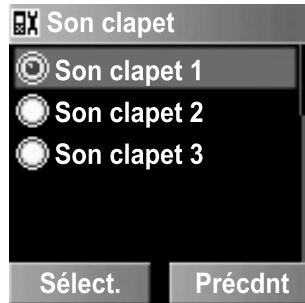 Son clapet
Son clapet 1
Son clapet 2
Son clapet 3
Sélect. Précdnt